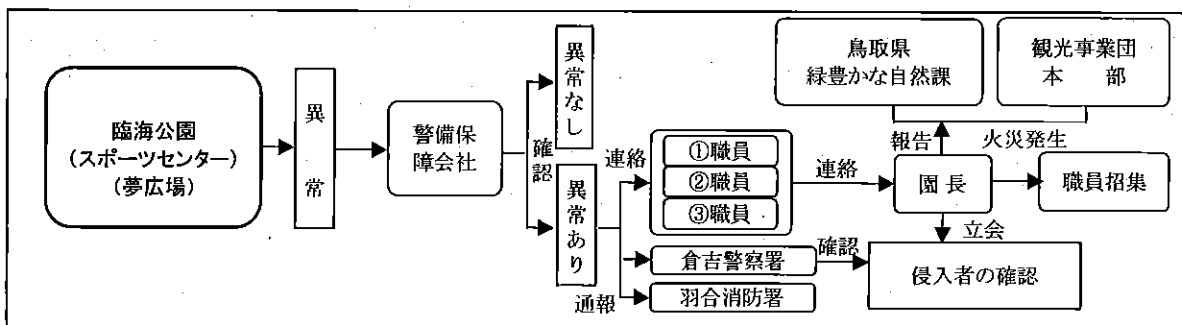 臨海公園
(スポーツセンター)
(夢広場)
異常
警備保
障会社
確認
異常なし
異常あり
連絡
通報
①職員
②職員
③職員
倉吉警察署
羽合消防署
連絡
確認
園長
報告
火災発生
立会
鳥取県
緑豊かな自然課
観光事業団
本 部
職員招集
侵入者の確認